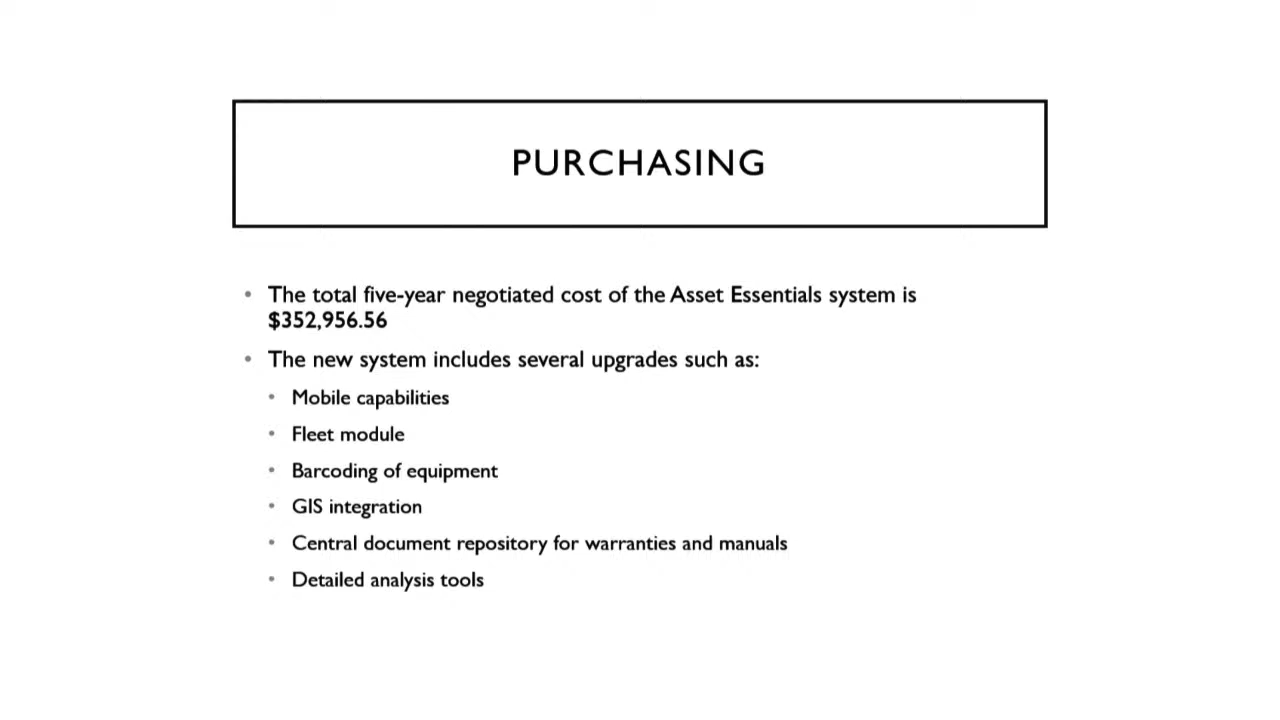 PURCHASING
• The total five-year negotiated cost of the Asset Essentials system is
$352,956.56
• The new system includes several upgrades such as:
• Mobile capabilities
• Fleet module
• Barcoding of equipment
• GIS integration
• Central document repository for warranties and manuals
• Detailed analysis tools